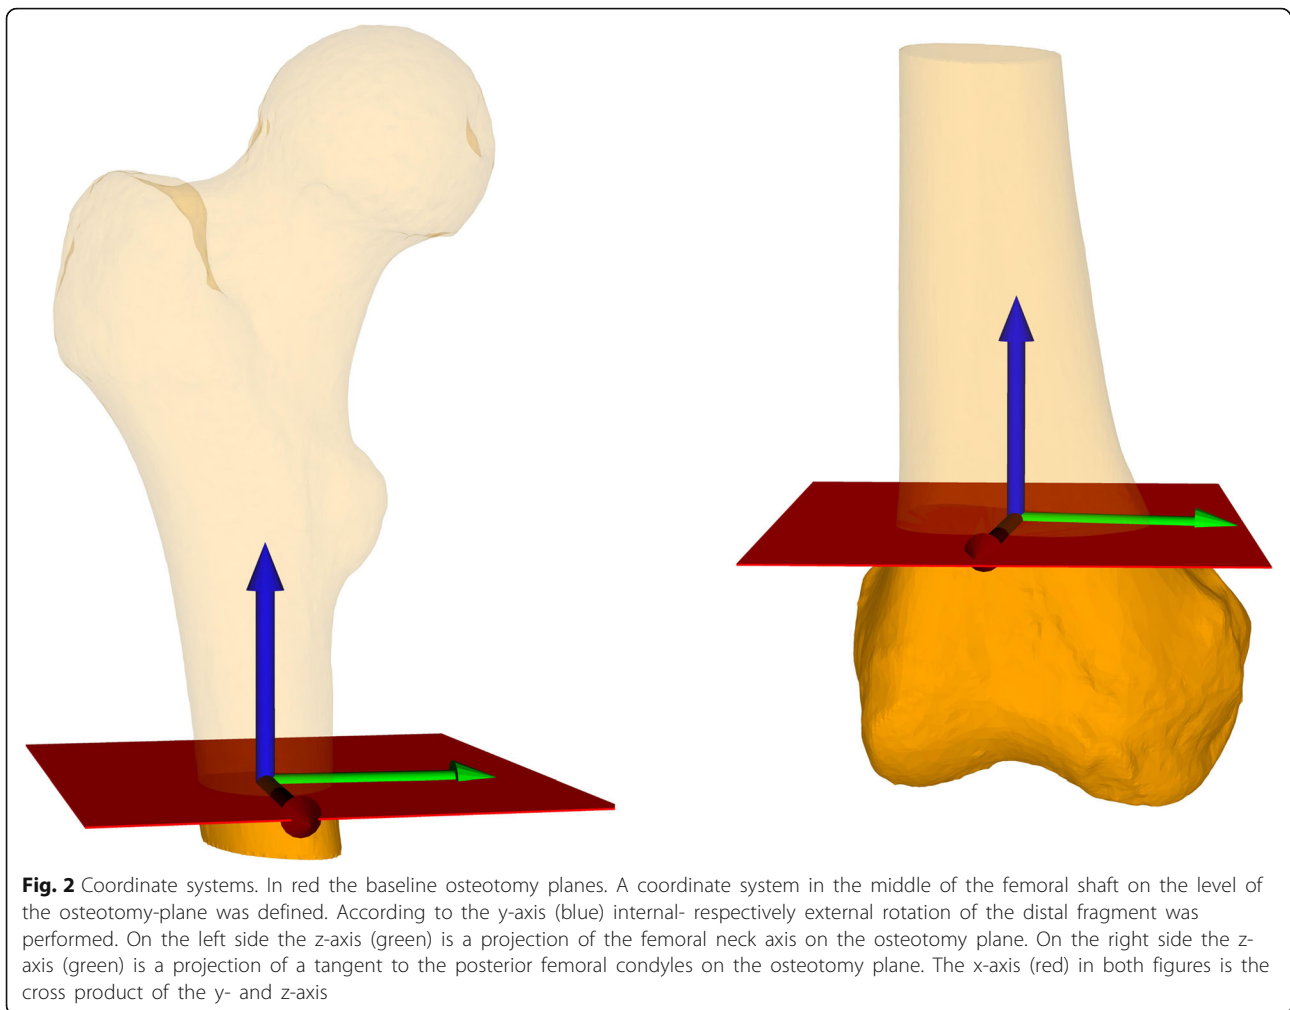 Fig. 2 Coordinate systems. In red the baseline osteotomy planes. A coordinate system in the middle of the femoral shaft on the level of
the osteotomy-plane was defined. According to the y-axis (blue) internal- respectively external rotation of the distal fragment was
performed. On the left side the z-axis (green) is a projection of the femoral neck axis on the osteotomy plane. On the right side the z-
axis (green) is a projection of a tangent to the posterior femoral condyles on the osteotomy plane. The x-axis (red) in both figures is the
cross product of the y- and z-axis